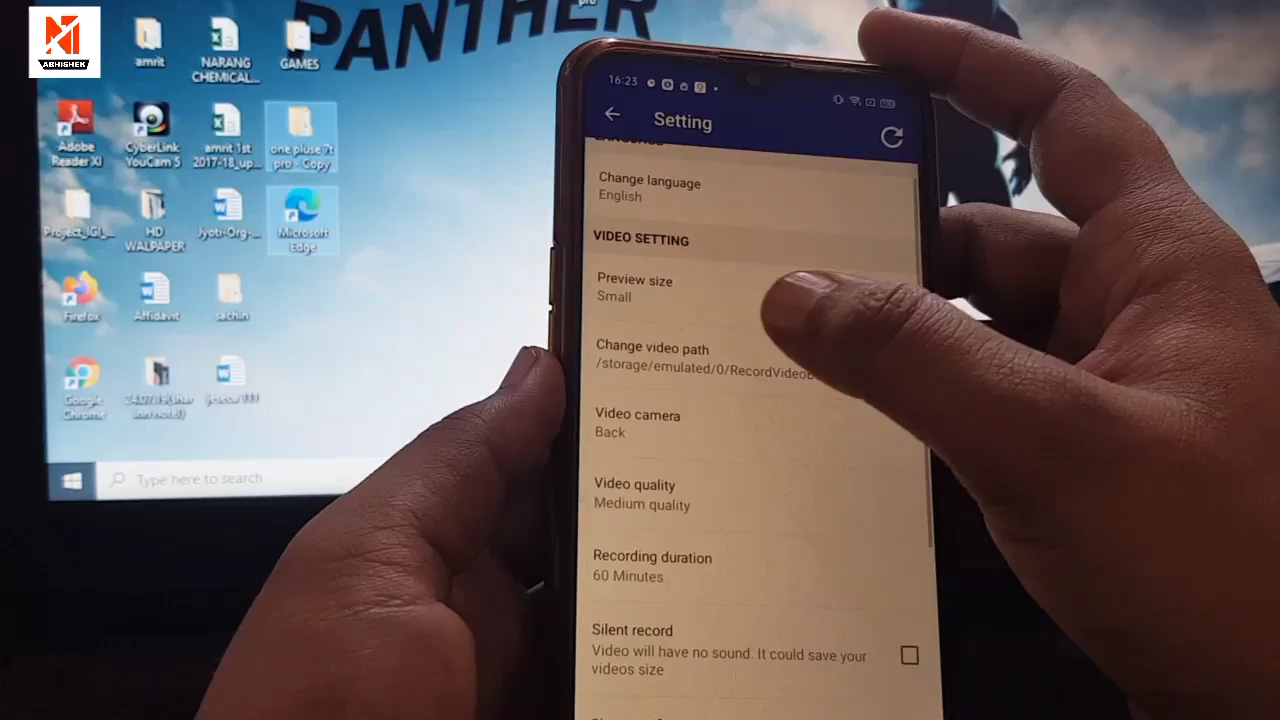 ABHISHEK
PANTHER
pro
amrit
NARANG
CHEMICAL...
GAMES
Adobe
Reader XI
CyberLink
YouCam 5
amrit 1st
2017-18_up...
one pluse 7t
pro - Copy
Project_IGI_...
HD
WALPAPER
Jyoti-Org-...
Microsoft
Edge
Firefox
Affidavit
sachin
Google
Chrome
Type here to search
16:23
Setting
LANGUAGE
Change language
English
VIDEO SETTING
Preview size
Small
Change video path
/storage/emulated/0/RecordVideo
Video camera
Back
Video quality
Medium quality
Recording duration
60 Minutes
Silent record
Video will have no sound. It could save your
videos size